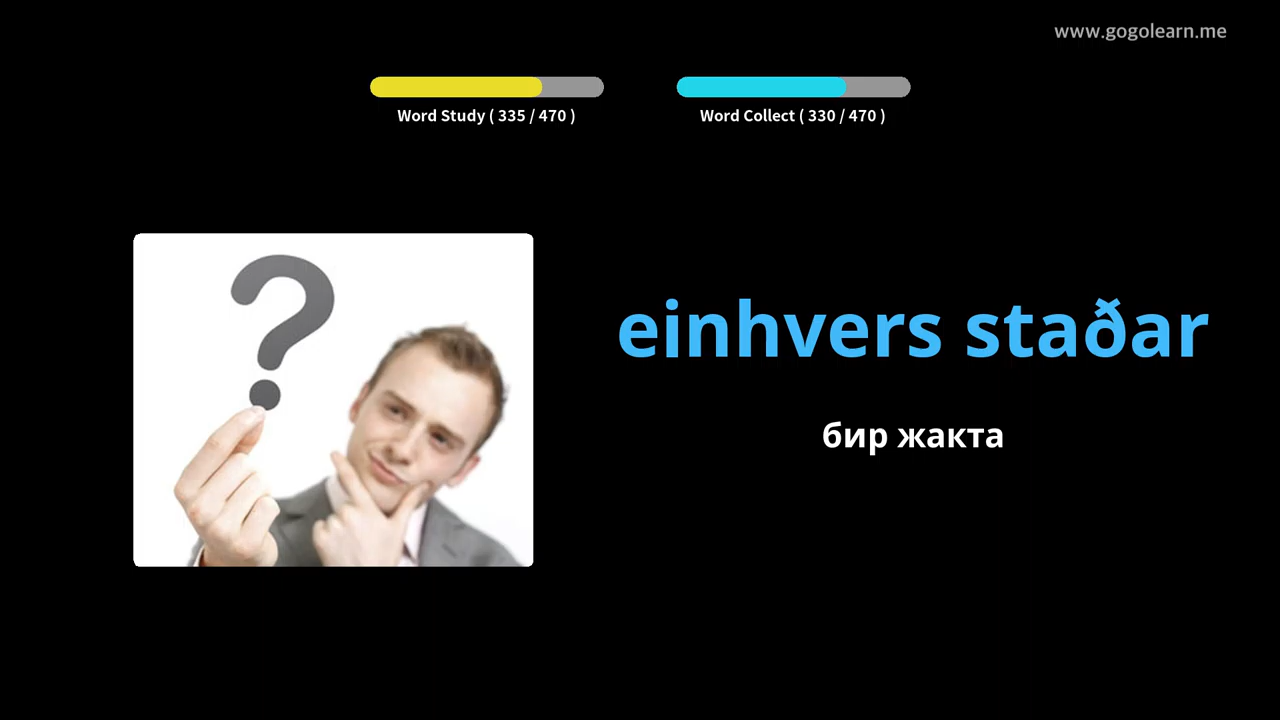 www.gogolearn.me
Word Study ( 335 / 470 )
Word Collect ( 330 / 470 )
einhvers staðar
бир жакта